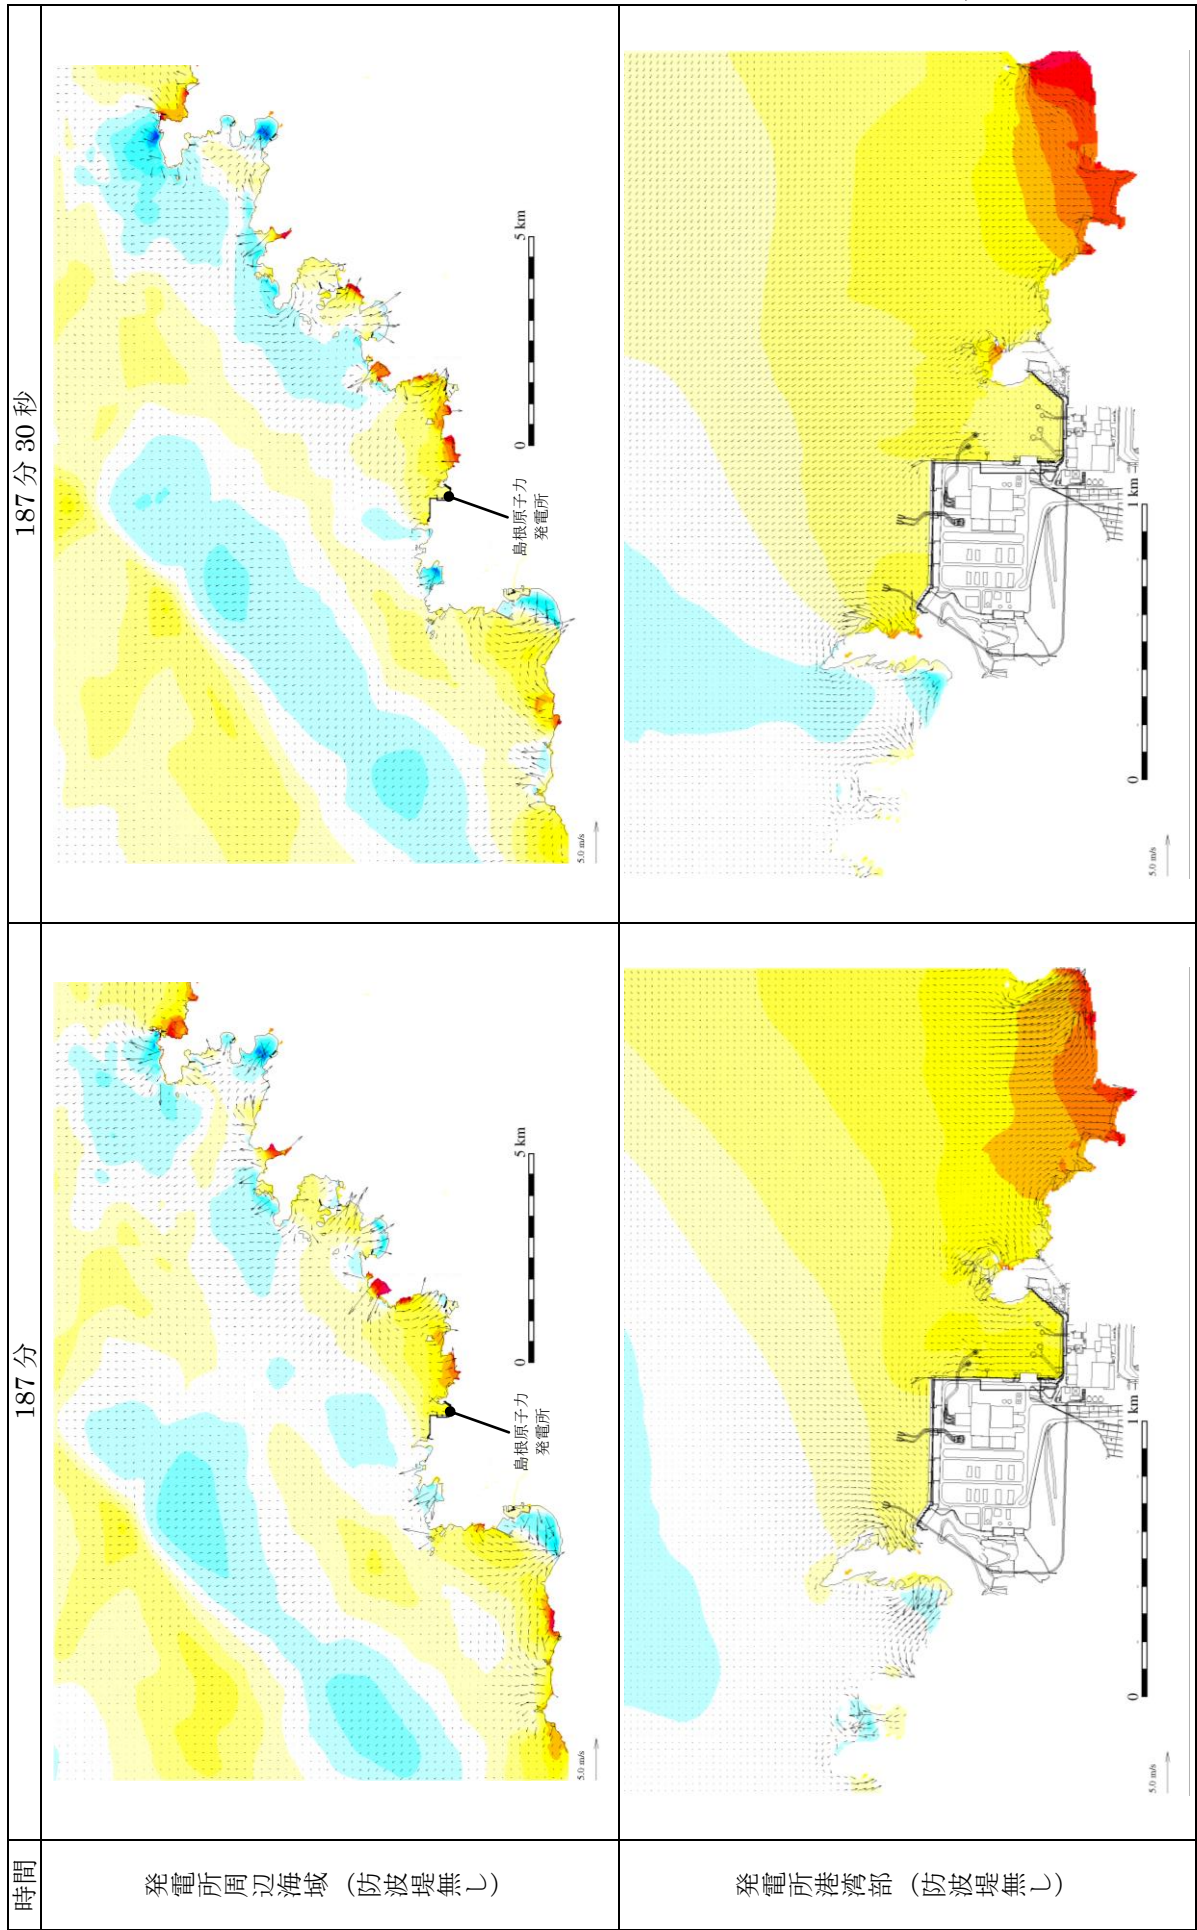 時間
187分
187分30秒
発電所周辺海域（防波堤無し）
島根原子力
発電所
0
5 km
5.0 m/s
島根原子力
発電所
0
5 km
5.0 m/s
発電所港湾部（防波堤無し）
0
1 km
5.0 m/s
0
1 km
5.0 m/s